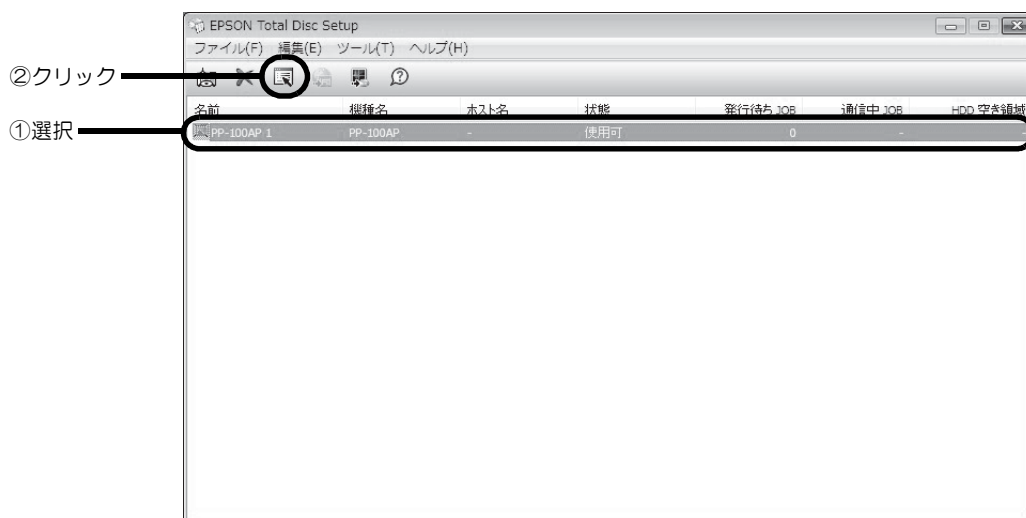 EPSON Total Disc Setup
ファイル(F) 編集(E) ツール(T) ヘルプ(H)
②クリック
名前 機種名 ホスト名 状態 発行待ち JOB 通信中 JOB HDD 空き領域
①選択
PP-100AP 1 PP-100AP - 使用可 0 - -